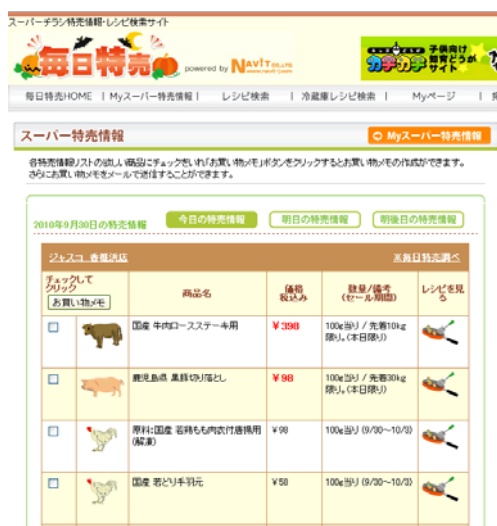 スーパーチラシ特売情報・レシピ検索サイト
毎日特売 powered by NAVIT CO.,LTD.
www.navit-j.com
カチカチ 子供向け
知育どうが
サイト
毎日特売HOME | Myスーパー特売情報 | レシピ検索 | 冷蔵庫レシピ検索 | Myページ |
スーパー特売情報 Myスーパー特売情報
各特売情報リストの欲しい商品にチェックをいれ「お買い物メモ」ボタンをクリックするとお買い物メモの作成ができます。
さらにお買い物メモをメールで送信することができます。
2010年9月30日の特売情報 今日の特売情報 明日の特売情報 明後日の特売情報
ジャスコ 香椎浜店 ※毎日特売調べ
チェックして
クリック
お買い物メモ
商品名
価格
税込み
数量/備考
(セール期間)
レシピを見る
国産 牛肉ロースステーキ用 ¥398 100g当り / 先着10kg
限り。(本日限り)
鹿児島県 黒豚切り落とし ¥98 100g当り / 先着30kg
限り。(本日限り)
原料:国産 若鶏もも肉衣付唐揚用
(解凍) ¥98 100g当り (9/30〜10/3)
国産 若どり手羽元 ¥58 100g当り (9/30〜10/3)